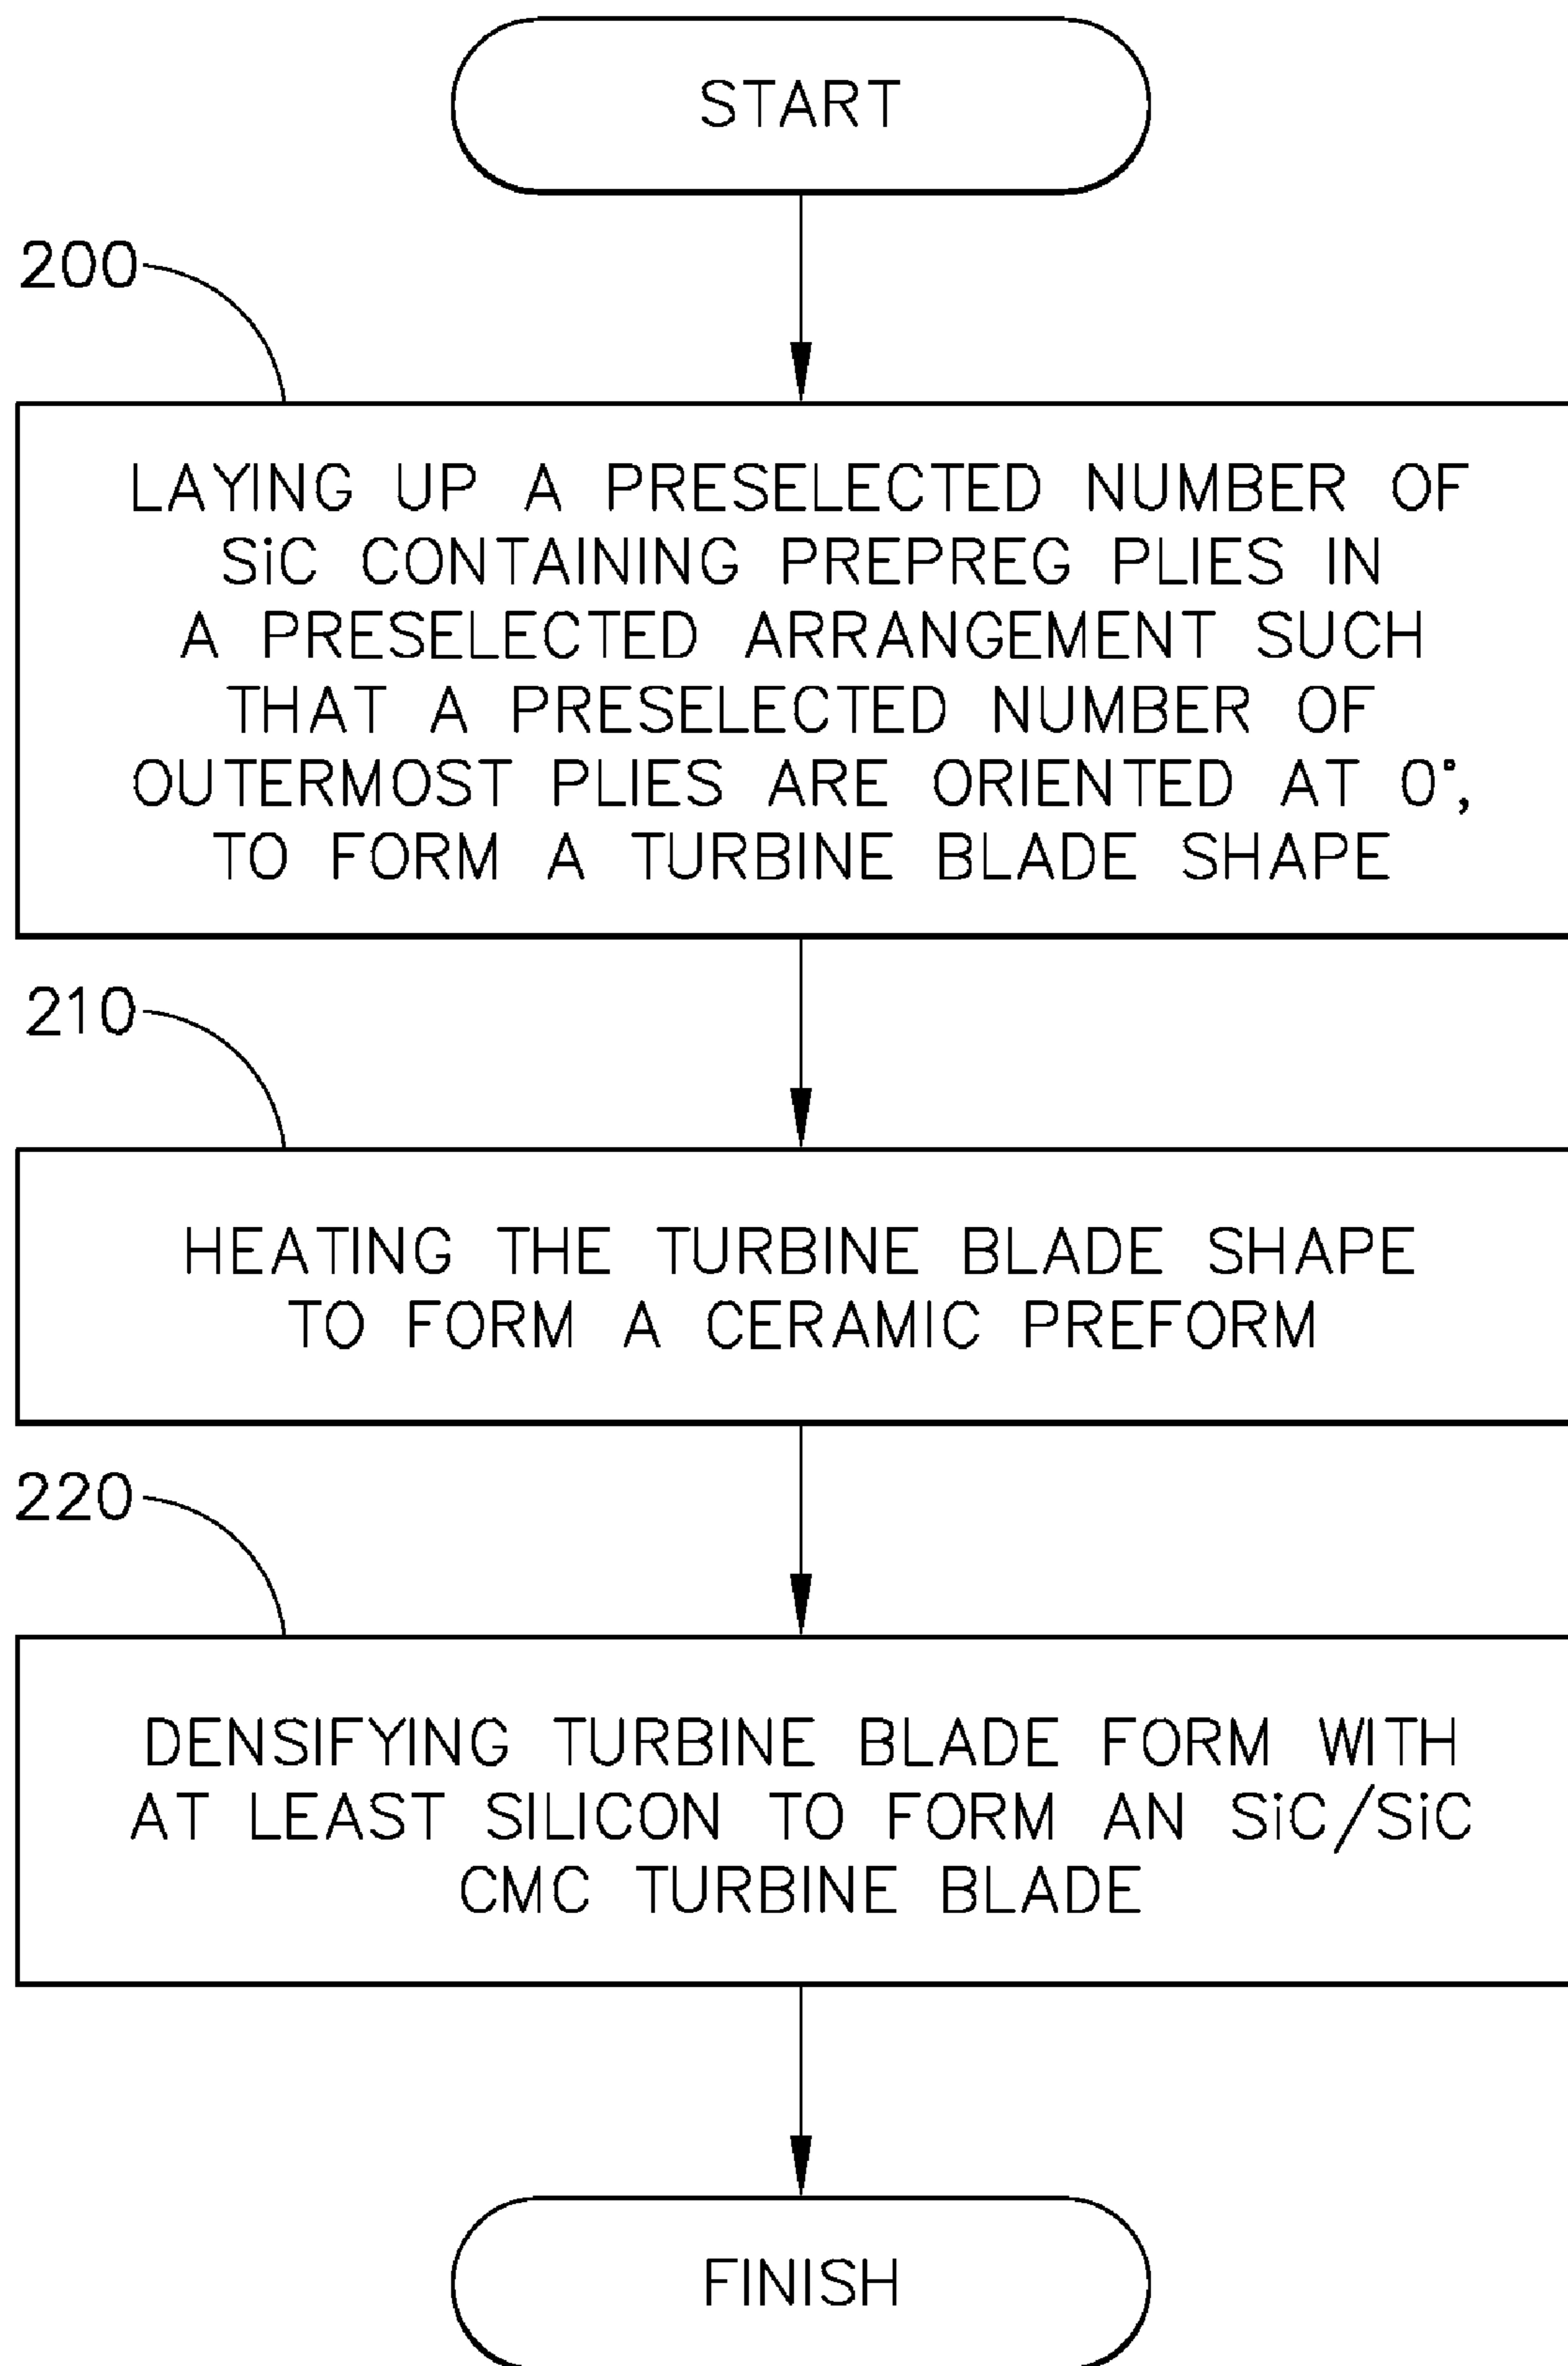 START
200
LAYING UP A PRESELECTED NUMBER OF
SiC CONTAINING PREPREG PLIES IN
A PRESELECTED ARRANGEMENT SUCH
THAT A PRESELECTED NUMBER OF
OUTERMOST PLIES ARE ORIENTED AT 0°,
TO FORM A TURBINE BLADE SHAPE
210
HEATING THE TURBINE BLADE SHAPE
TO FORM A CERAMIC PREFORM
220
DENSIFYING TURBINE BLADE FORM WITH
AT LEAST SILICON TO FORM AN SiC/SiC
CMC TURBINE BLADE
FINISH